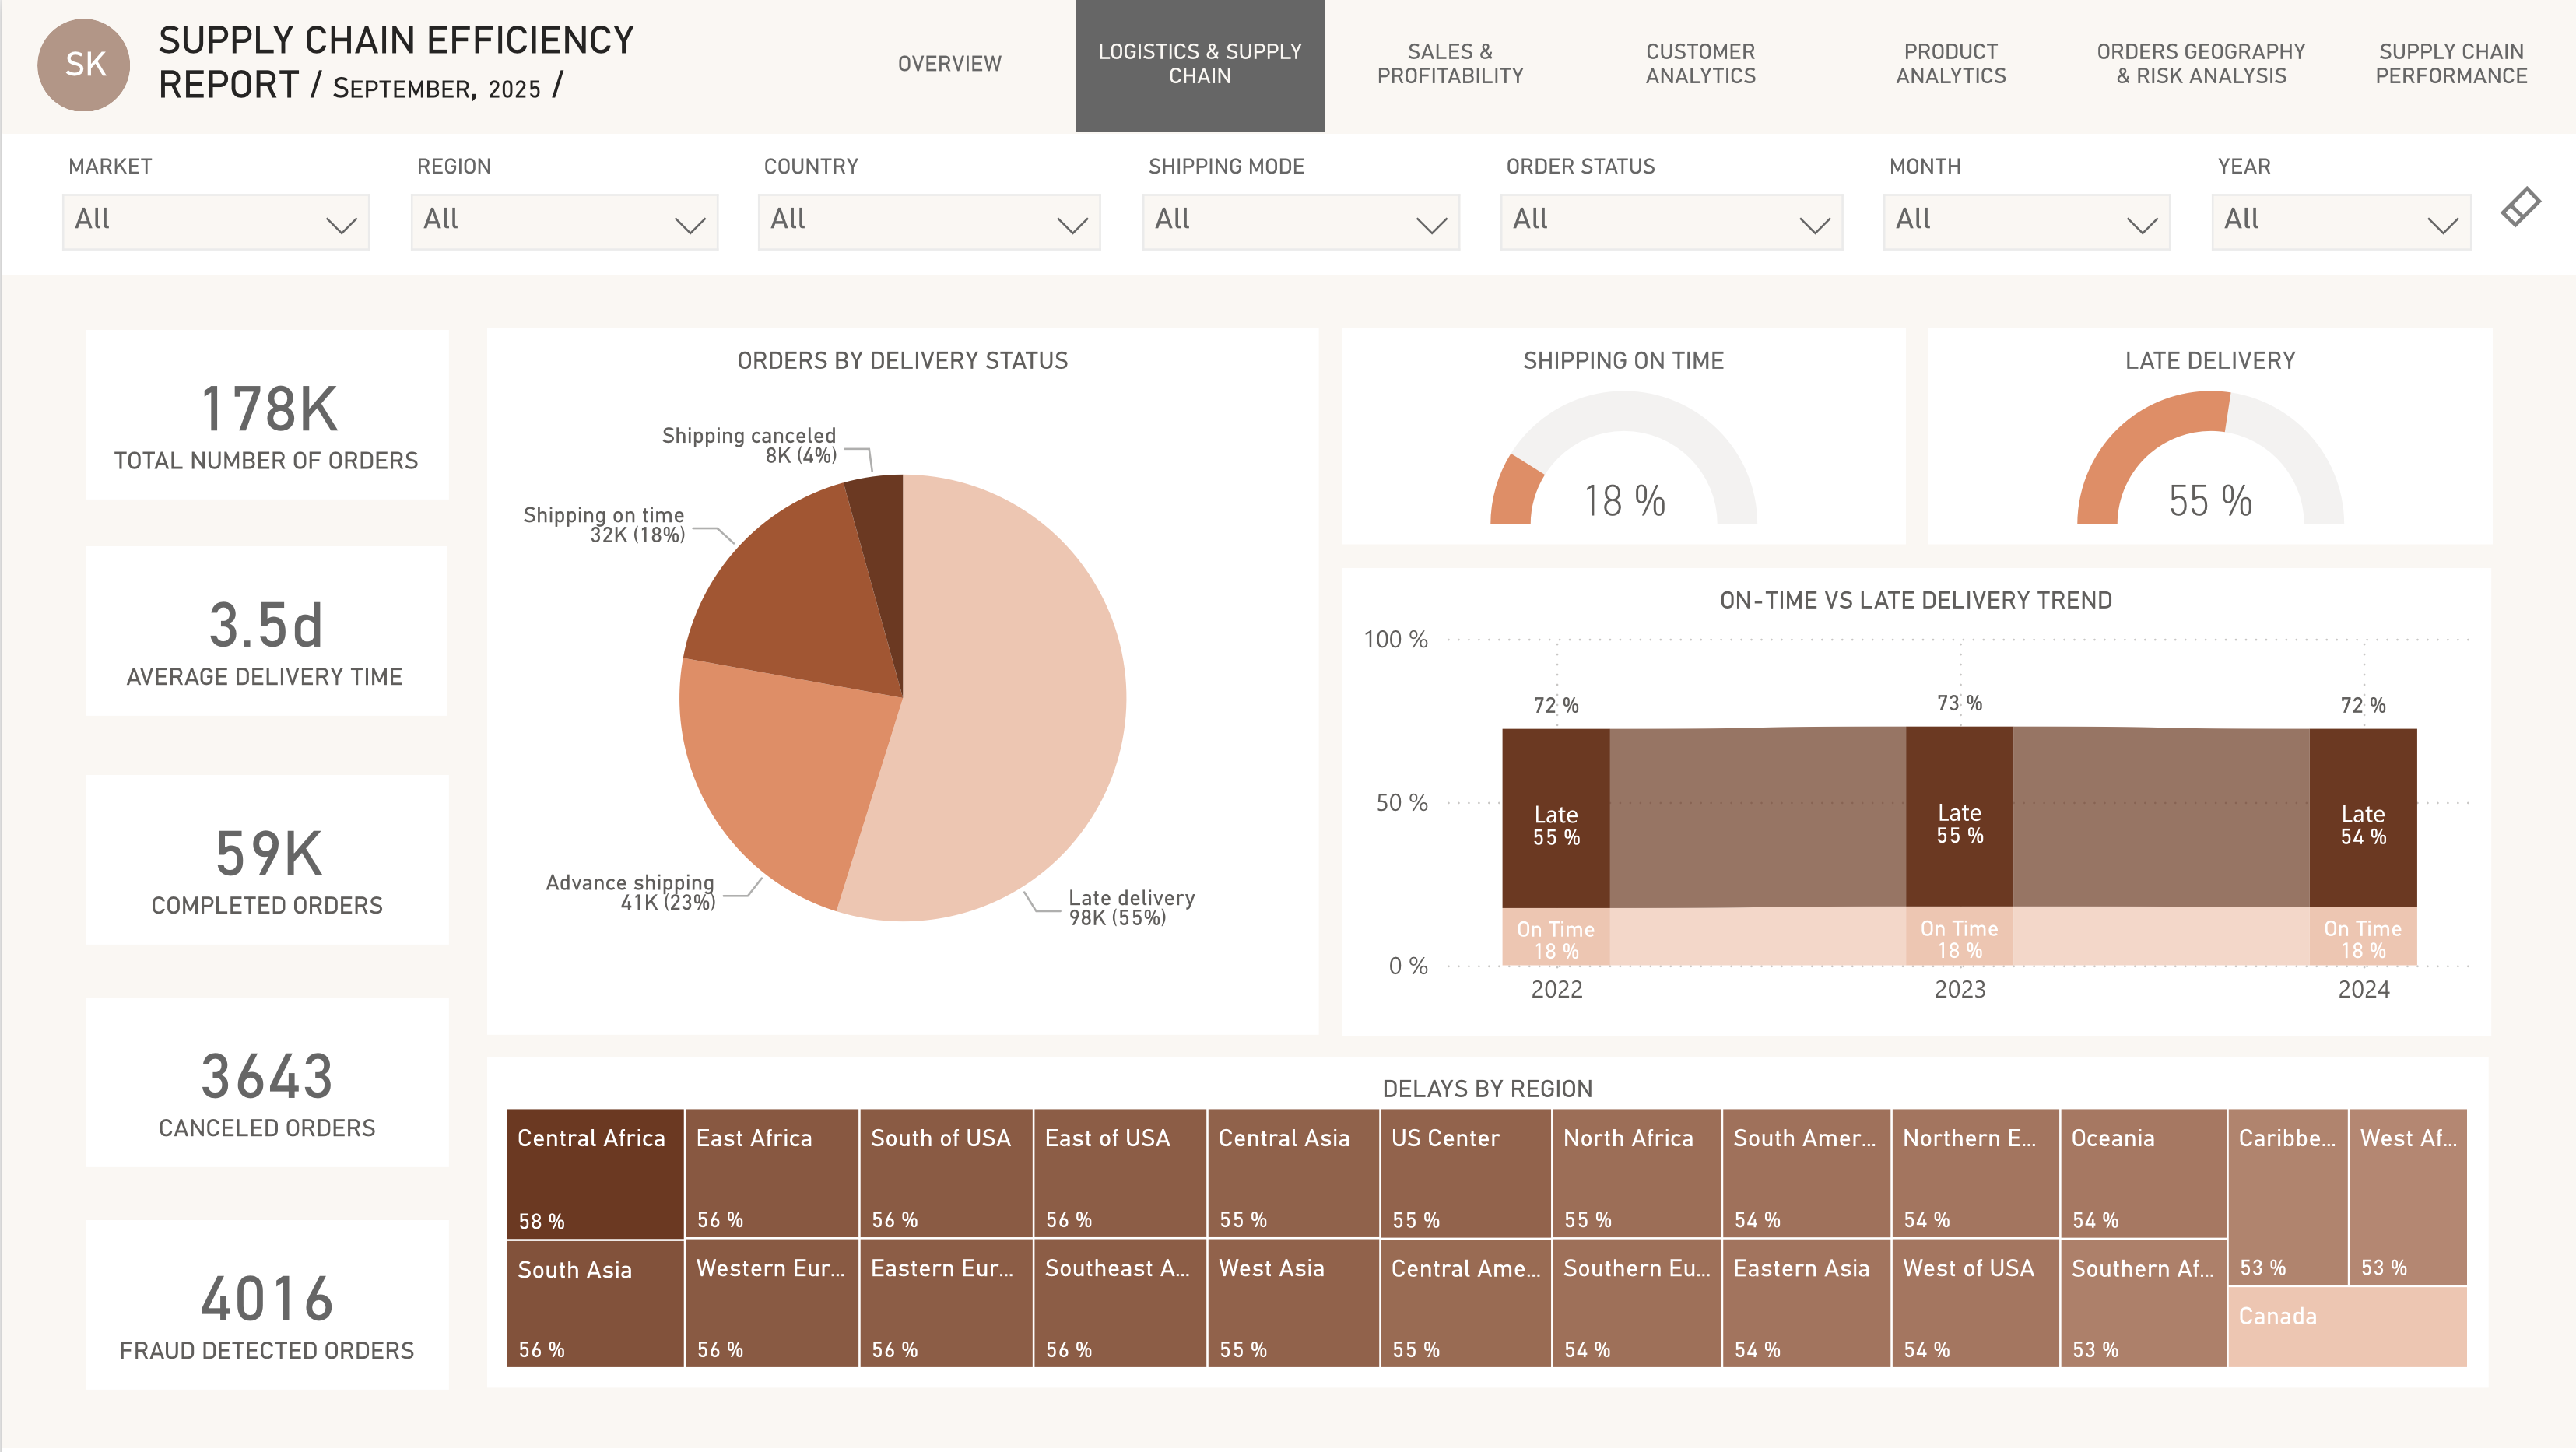 SK
SUPPLY CHAIN EFFICIENCY
REPORT / SEPTEMBER, 2025 /
OVERVIEW
LOGISTICS & SUPPLY
CHAIN
SALES &
PROFITABILITY
CUSTOMER
ANALYTICS
PRODUCT
ANALYTICS
ORDERS GEOGRAPHY
& RISK ANALYSIS
SUPPLY CHAIN
PERFORMANCE
MARKET
All
REGION
All
COUNTRY
All
SHIPPING MODE
All
ORDER STATUS
All
MONTH
All
YEAR
All
178K
TOTAL NUMBER OF ORDERS
3.5d
AVERAGE DELIVERY TIME
59K
COMPLETED ORDERS
3643
CANCELED ORDERS
4016
FRAUD DETECTED ORDERS
ORDERS BY DELIVERY STATUS
Shipping canceled
8K (4%)
Shipping on time
32K (18%)
Advance shipping
41K (23%)
Late delivery
98K (55%)
SHIPPING ON TIME
18 %
LATE DELIVERY
55 %
ON-TIME VS LATE DELIVERY TREND
100 %
50 %
0 %
72 %
73 %
72 %
Late
55 %
Late
55 %
Late
54 %
On Time
18 %
On Time
18 %
On Time
18 %
2022
2023
2024
DELAYS BY REGION
Central Africa
58 %
East Africa
56 %
South of USA
56 %
East of USA
56 %
Central Asia
55 %
US Center
55 %
North Africa
55 %
South Amer...
54 %
Northern E...
54 %
Oceania
54 %
Caribbe...
53 %
West Af...
53 %
South Asia
56 %
Western Eur...
56 %
Eastern Eur...
56 %
Southeast A...
56 %
West Asia
55 %
Central Ame...
55 %
Southern Eu...
54 %
Eastern Asia
54 %
West of USA
54 %
Southern Af...
53 %
Canada